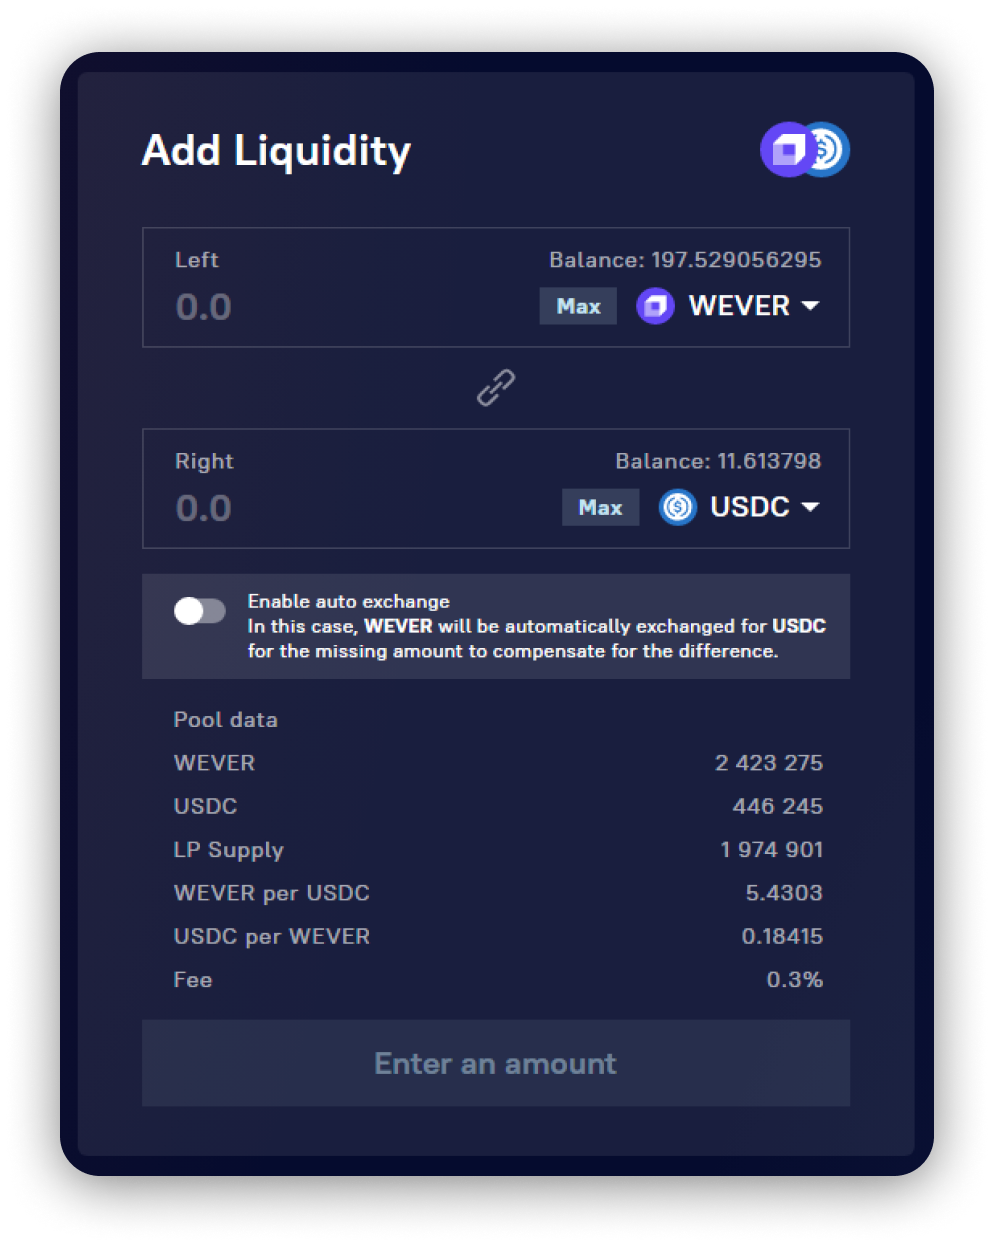 Add Liquidity
Left
Balance: 197.529056295
0.0
Max
WEVER
Right
Balance: 11.613798
0.0
Max
USDC
Enable auto exchange
In this case, WEVER will be automatically exchanged for USDC
for the missing amount to compensate for the difference.
Pool data
WEVER 2 423 275
USDC 446 245
LP Supply 1 974 901
WEVER per USDC 5.4303
USDC per WEVER 0.18415
Fee 0.3%
Enter an amount